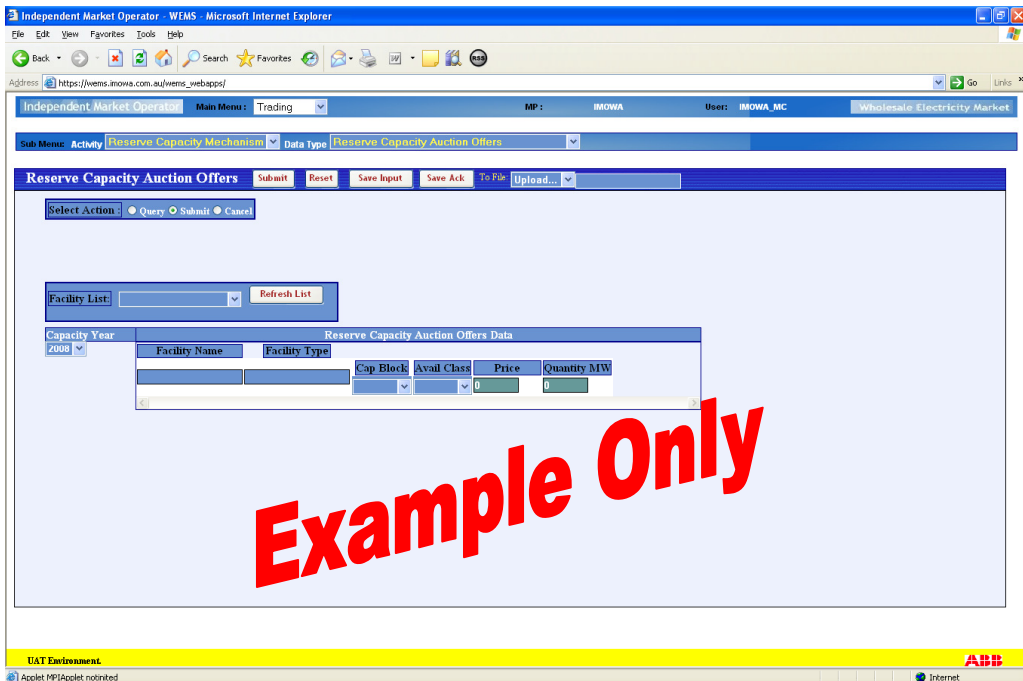 Independent Market Operator - WEMS - Microsoft Internet Explorer
File Edit View Favorites Tools Help
Back Search Favorites W RSS
Address https://wems.imowa.com.au/wems_webapps/ Go Links »
Independent Market Operator Main Menu : Trading MP : IMOWA User: IMOWA_MC Wholesale Electricity Market
Sub Menu: Activity Reserve Capacity Mechanism Data Type Reserve Capacity Auction Offers
Reserve Capacity Auction Offers Submit Reset Save Input Save Ack To File: Upload...
Select Action : Query Submit Cancel
Facility List: Refresh List
Capacity Year Reserve Capacity Auction Offers Data
2008 Facility Name Facility Type
Cap Block Avail Class Price Quantity MW
0 0
Example Only
UAT Environment. ABB
Applet MPIApplet notinited Internet